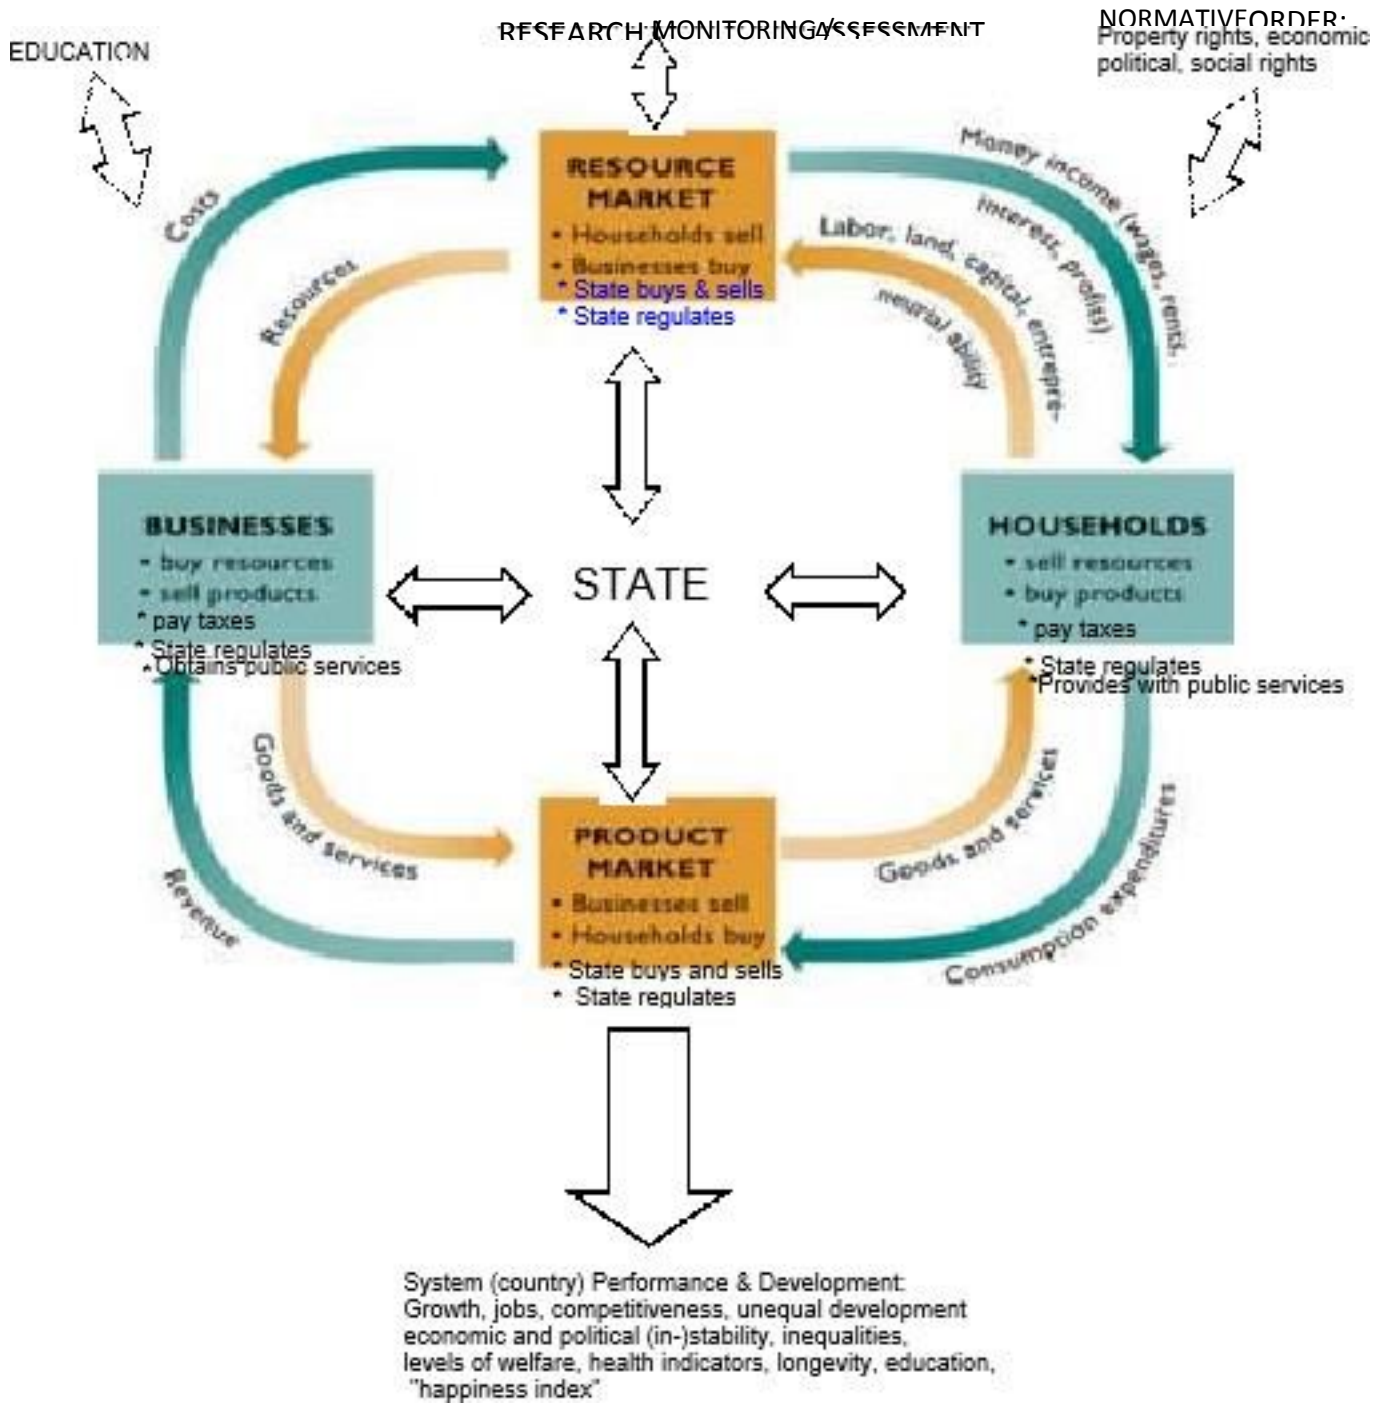 EDUCATION
RESEARCH MONITORING/ASSESSMENT
NORMATIVEORDER:
Property rights, economic
political, social rights
Costs
Resources
RESOURCE
MARKET
• Households sell
• Businesses buy
* State buys & sells
* State regulates
Money income (wages, rents,
interest, profits)
Labor, land, capital, entrepre-
neurial ability
BUSINESSES
• buy resources
• sell products
* pay taxes
* State regulates
*Obtains public services
STATE
HOUSEHOLDS
• sell resources
• buy products
* pay taxes
* State regulates
*Provides with public services
Goods and services
Revenue
PRODUCT
MARKET
• Businesses sell
• Households buy
* State buys and sells
* State regulates
Goods and services
Consumption expenditures
System (country) Performance & Development:
Growth, jobs, competitiveness, unequal development
economic and political (in-)stability, inequalities,
levels of welfare, health indicators, longevity, education,
"happiness index"